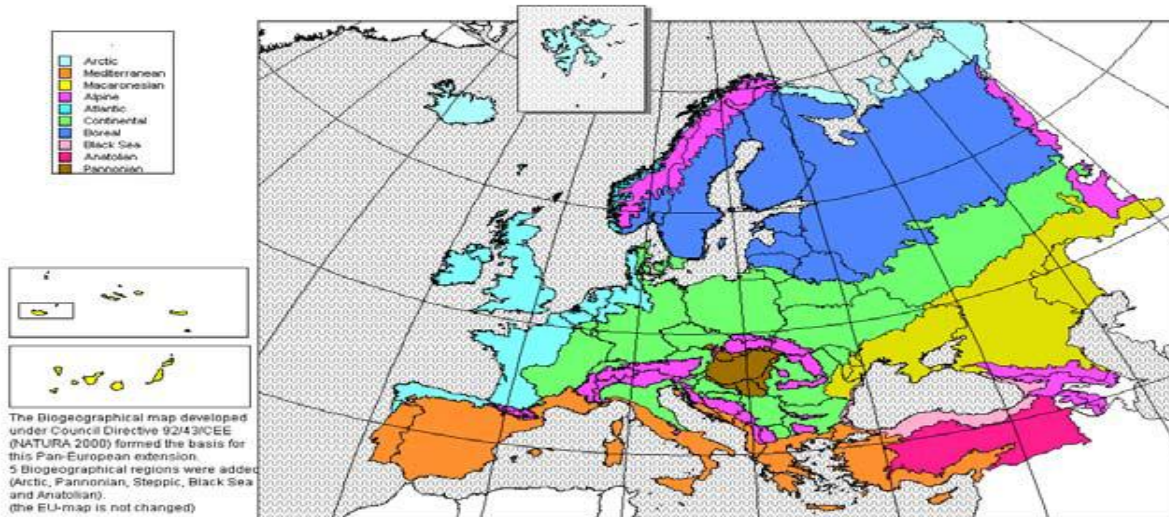 Arctic
Mediterranean
Macaronesian
Alpine
Atlantic
Continental
Boreal
Black Sea
Anatolian
Pannonian
The Biogeographical map developed
under Council Directive 92/43/CEE
(NATURA 2000) formed the basis for
this Pan-European extension.
5 Biogeographical regions were added
(Arctic, Pannonian, Steppic, Black Sea
and Anatolian).
(the EU-map is not changed)